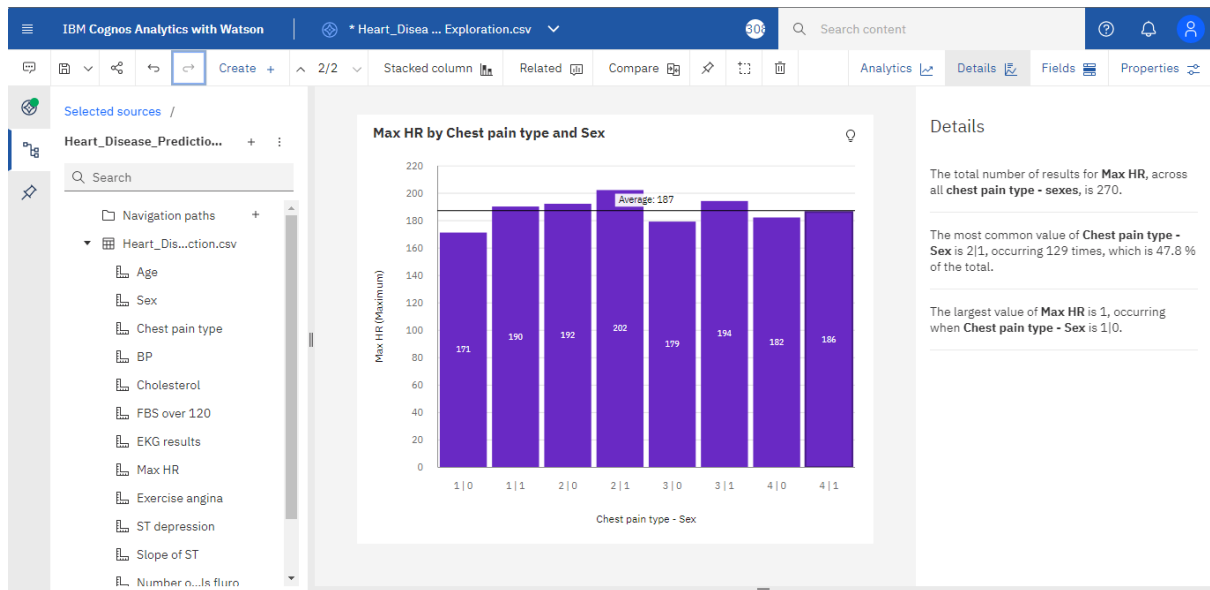 IBM Cognos Analytics with Watson
* Heart_Disea ... Exploration.csv
Search content
Create +
2/2
Stacked column
Related
Compare
Analytics
Details
Fields
Properties
Selected sources /
Heart_Disease_Predictio... +
Search
Navigation paths +
Heart_Dis...ction.csv
Age
Sex
Chest pain type
BP
Cholesterol
FBS over 120
EKG results
Max HR
Exercise angina
ST depression
Slope of ST
Number o...ls fluro
Max HR by Chest pain type and Sex
Max HR (Maximum)
220
200
180
160
140
120
100
80
60
40
20
0
Average: 187
171
190
192
202
179
194
182
186
1|0
1|1
2|0
2|1
3|0
3|1
4|0
4|1
Chest pain type - Sex
Details
The total number of results for Max HR, across
all chest pain type - sexes, is 270.
The most common value of Chest pain type -
Sex is 2|1, occurring 129 times, which is 47.8 %
of the total.
The largest value of Max HR is 1, occurring
when Chest pain type - Sex is 1|0.